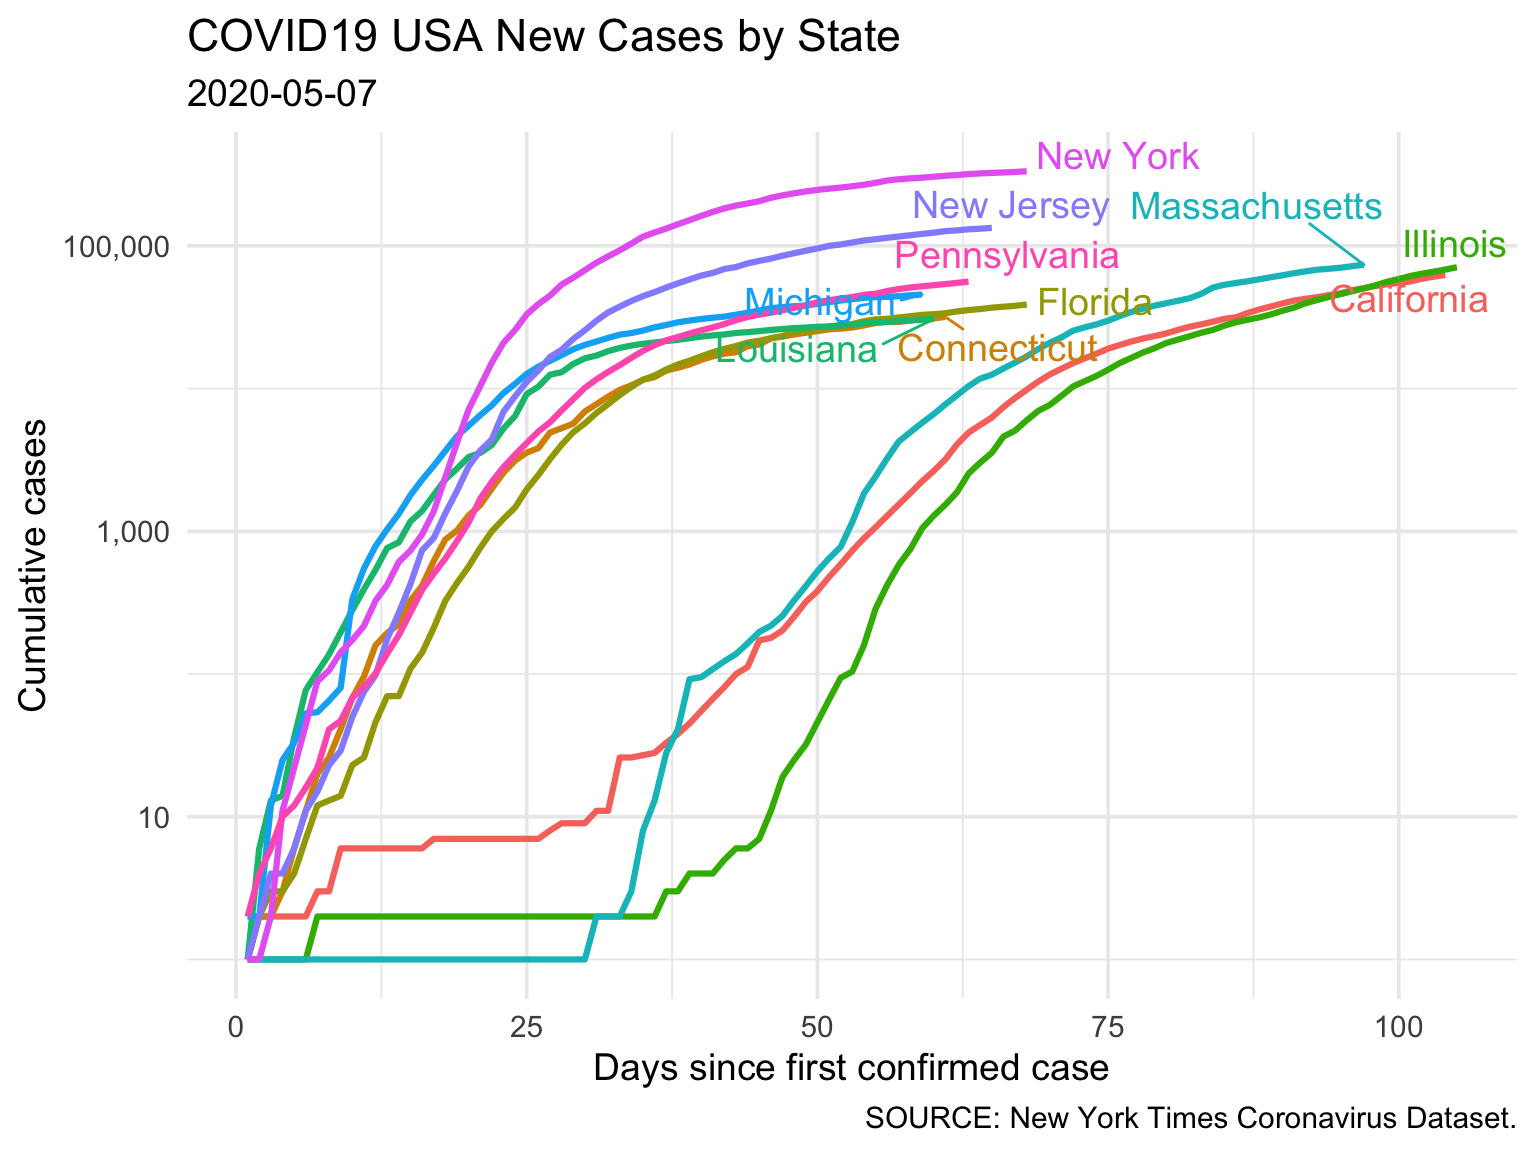 COVID19 USA New Cases by State
2020-05-07
New York
New Jersey
Massachusetts
Illinois
Pennsylvania
Michigan
Florida
California
Louisiana
Connecticut
100,000
1,000
10
Cumulative cases
0 25 50 75 100
Days since first confirmed case
SOURCE: New York Times Coronavirus Dataset.